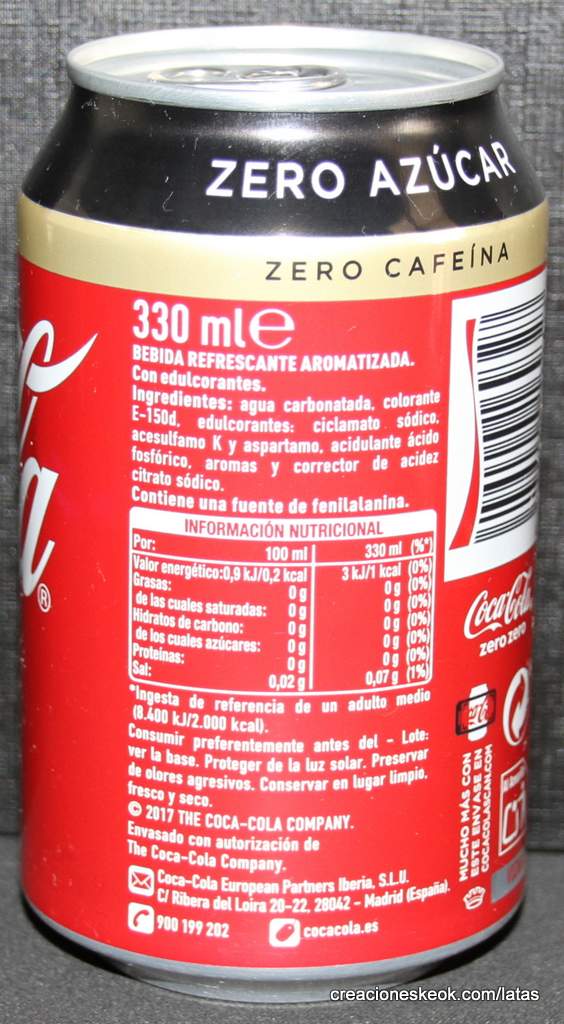 ZERO AZÚCAR
ZERO CAFEÍNA
330 ml e
BEBIDA REFRESCANTE AROMATIZADA.
Con edulcorantes.
Ingredientes: agua carbonatada, colorante
E-150d, edulcorantes: ciclamato sódico,
acesulfamo K y aspartamo, acidulante ácido
fosfórico, aromas y corrector de acidez
citrato sódico.
Contiene una fuente de fenilalanina.
INFORMACIÓN NUTRICIONAL
Por: 100 ml 330 ml (%*)
Valor energético: 0,9 kJ/0,2 kcal 3 kJ/1 kcal (0%)
Grasas: 0 g 0 g (0%)
de las cuales saturadas: 0 g 0 g (0%)
Hidratos de carbono: 0 g 0 g (0%)
de los cuales azúcares: 0 g 0 g (0%)
Proteínas: 0 g 0 g (0%)
Sal: 0,02 g 0,07 g (1%)
*Ingesta de referencia de un adulto medio
(8.400 kJ/2.000 kcal).
Consumir preferentemente antes del - Lote:
ver la base. Proteger de la luz solar. Preservar
de olores agresivos. Conservar en lugar limpio,
fresco y seco.
© 2017 THE COCA-COLA COMPANY.
Envasado con autorización de
The Coca-Cola Company.
Coca-Cola European Partners Iberia, S.L.U.
C/ Ribera del Loira 20-22, 28042 - Madrid (España).
900 199 202 cocacola.es
®
Coca-Cola
zero zero
MUCHO MÁS CON
ESTE ENVASE EN
COCACOLASCAN.COM
creacioneskeok.com/latas